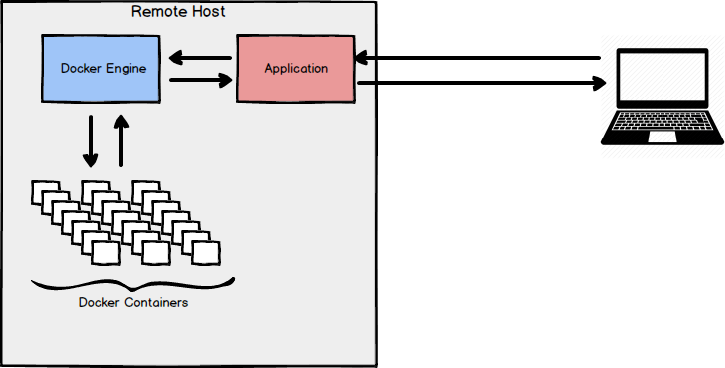 Remote Host
Docker Engine
Application
Docker Containers